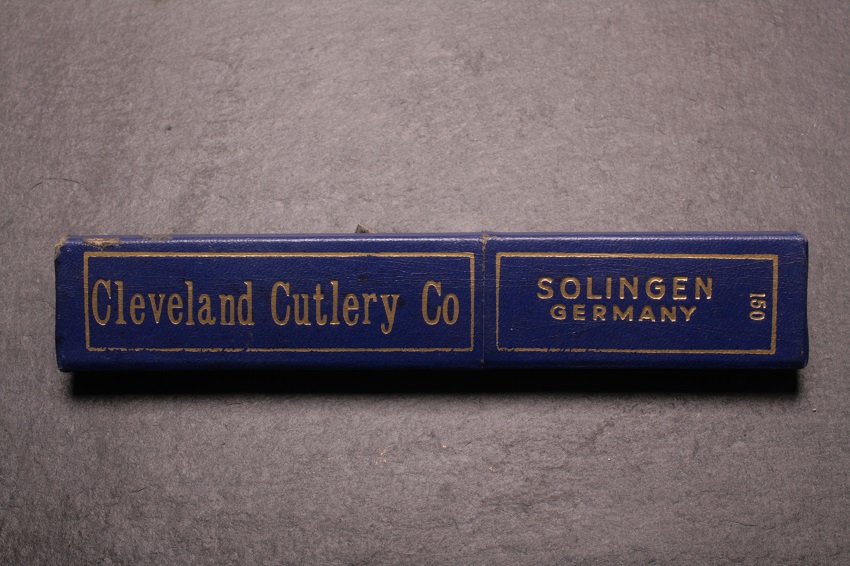 Cleveland Cutlery Co
SOLINGEN
GERMANY
150